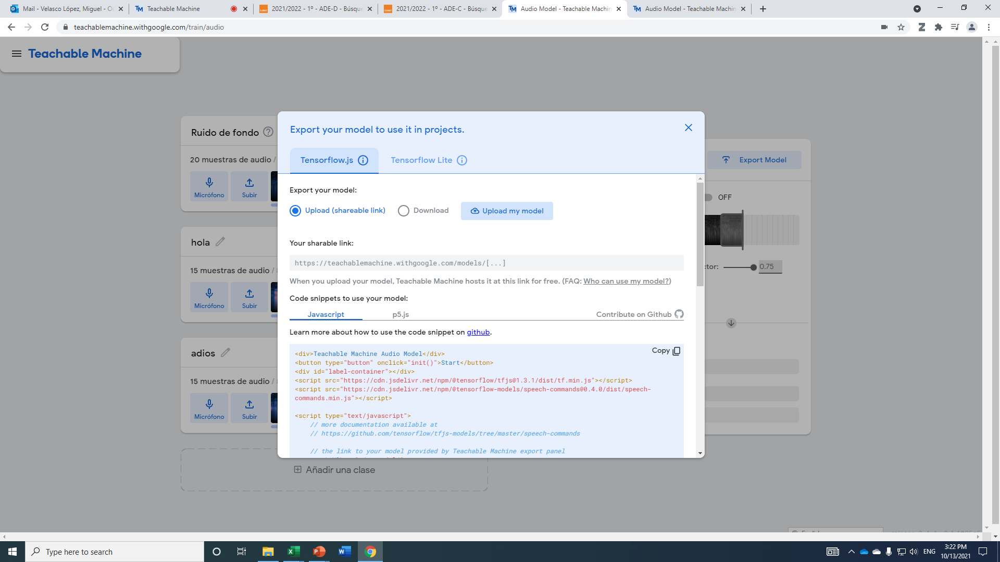 Mail - Velasco López, Miguel - O
Teachable Machine
2021/2022 - 1º - ADE-D - Búsque
2021/2022 - 1º - ADE-C - Búsque
Audio Model - Teachable Machin
Audio Model - Teachable Machin
teachablemachine.withgoogle.com/train/audio
Teachable Machine
Ruido de fondo
20 muestras de audio /
Micrófono
Subir
hola
15 muestras de audio /
Micrófono
Subir
adios
15 muestras de audio /
Micrófono
Subir
Añadir una clase
Export your model to use it in projects.
Tensorflow.js
Tensorflow Lite
Export your model:
Upload (shareable link)
Download
Upload my model
Your sharable link:
https://teachablemachine.withgoogle.com/models/[...]
When you upload your model, Teachable Machine hosts it at this link for free. (FAQ: Who can use my model?)
Code snippets to use your model:
Javascript
p5.js
Contribute on Github
Learn more about how to use the code snippet on github.
Copy
<div>Teachable Machine Audio Model</div>
<button type="button" onclick="init()">Start</button>
<div id="label-container"></div>
<script src="https://cdn.jsdelivr.net/npm/@tensorflow/tfjs@1.3.1/dist/tf.min.js"></script>
<script src="https://cdn.jsdelivr.net/npm/@tensorflow-models/speech-commands@0.4.0/dist/speech-
commands.min.js"></script>
<script type="text/javascript">
// more documentation available at
// https://github.com/tensorflow/tfjs-models/tree/master/speech-commands
// the link to your model provided by Teachable Machine export panel
Export Model
OFF
ctor:
0.75
Type here to search
ENG
3:22 PM
10/13/2021